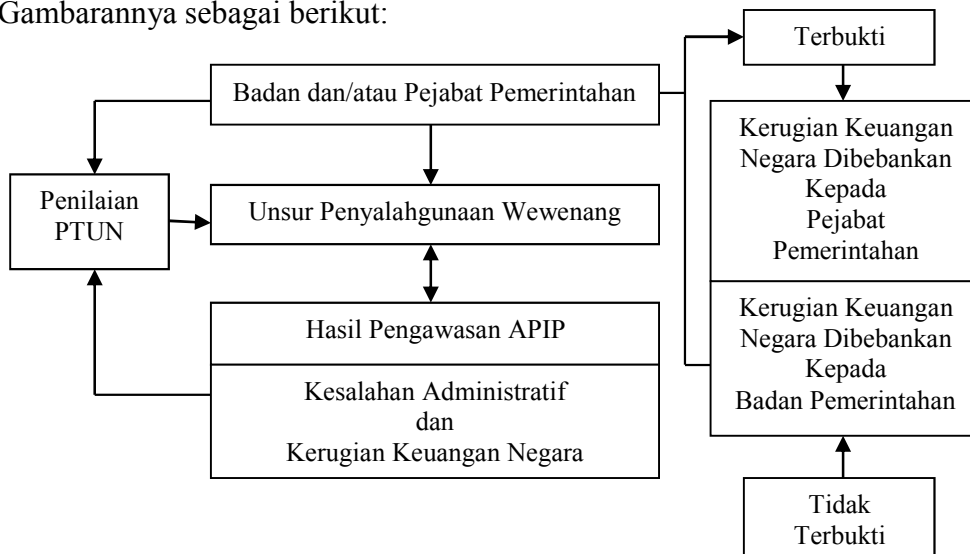 Gambarannya sebagai berikut:
Badan dan/atau Pejabat Pemerintahan
Penilaian
PTUN
Unsur Penyalahgunaan Wewenang
Hasil Pengawasan APIP
Kesalahan Administratif
dan
Kerugian Keuangan Negara
Terbukti
Kerugian Keuangan
Negara Dibebankan
Kepada
Pejabat
Pemerintahan
Kerugian Keuangan
Negara Dibebankan
Kepada
Badan Pemerintahan
Tidak
Terbukti